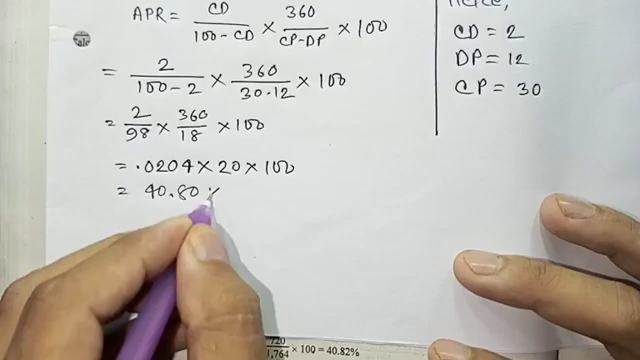 APR = CD/100-CD × 360/CP-DP × 100
= 2/100-2 × 360/30-12 × 100
= 2/98 × 360/18 × 100
= .0204 × 20 × 100
= 40.80 %
CD = 2
DP = 12
CP = 30
720/1,764 × 100 = 40.82%